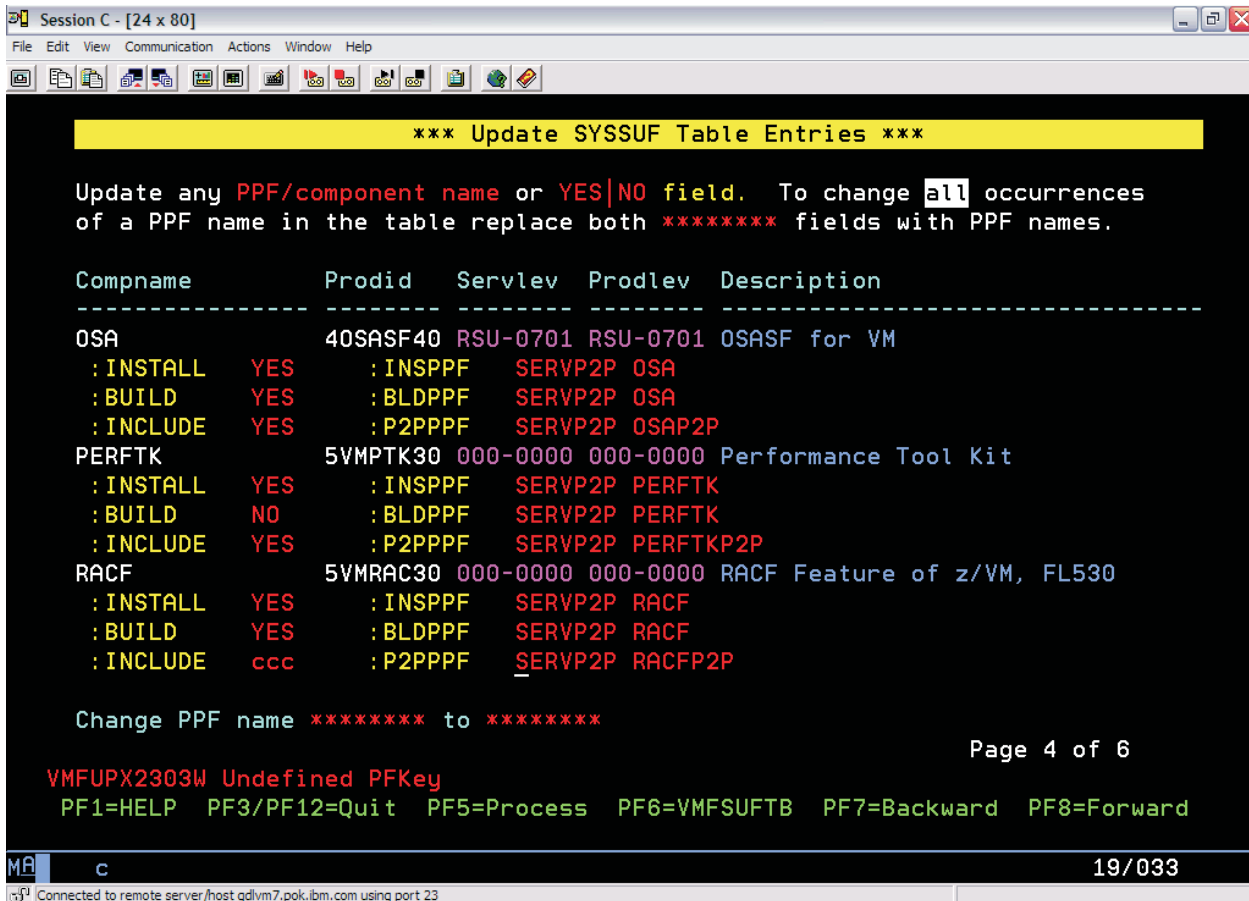 Session C - [24 x 80]
File Edit View Communication Actions Window Help
*** Update SYSSUF Table Entries ***
Update any PPF/component name or YES|NO field. To change all occurrences
of a PPF name in the table replace both ******** fields with PPF names.
Compname Prodid Servlev Prodlev Description
---------------- -------- -------- -------- ---------------------------------
OSA 4OSASF40 RSU-0701 RSU-0701 OSASF for VM
:INSTALL YES :INSPPF SERVP2P OSA
:BUILD YES :BLDPPF SERVP2P OSA
:INCLUDE YES :P2PPPF SERVP2P OSAP2P
PERFTK 5VMPTK30 000-0000 000-0000 Performance Tool Kit
:INSTALL YES :INSPPF SERVP2P PERFTK
:BUILD NO :BLDPPF SERVP2P PERFTK
:INCLUDE YES :P2PPPF SERVP2P PERFTKP2P
RACF 5VMRAC30 000-0000 000-0000 RACF Feature of z/VM, FL530
:INSTALL YES :INSPPF SERVP2P RACF
:BUILD YES :BLDPPF SERVP2P RACF
:INCLUDE ccc :P2PPPF SERVP2P RACFP2P
Change PPF name ******** to ********
Page 4 of 6
VMFUPX2303W Undefined PFKey
PF1=HELP PF3/PF12=Quit PF5=Process PF6=VMFSUFTB PF7=Backward PF8=Forward
MA c 19/033
Connected to remote server/host gdlvm7.pok.ibm.com using port 23